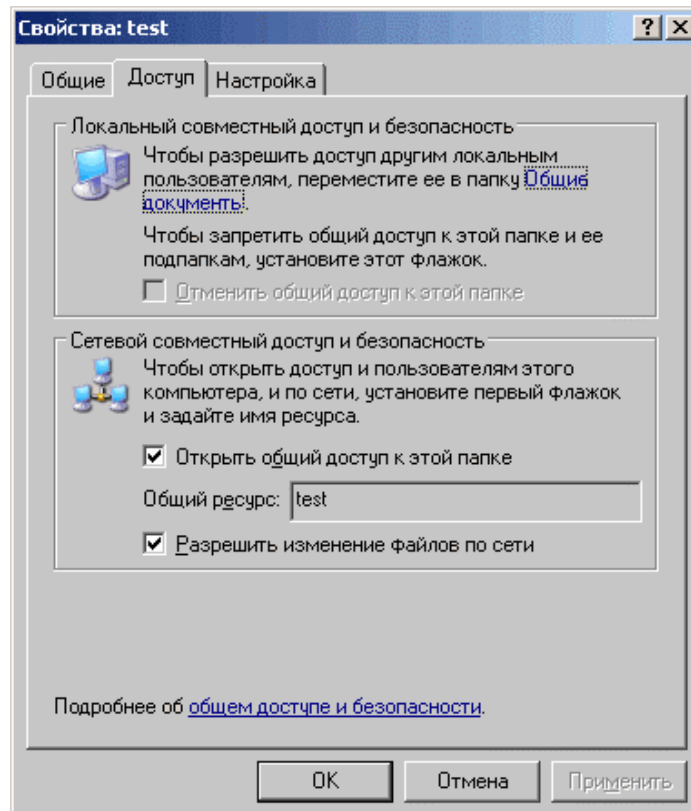 Свойства: test
Общие Доступ Настройка
Локальный совместный доступ и безопасность
Чтобы разрешить доступ другим локальным
пользователям, переместите ее в папку Общие
документы.
Чтобы запретить общий доступ к этой папке и ее
подпапкам, установите этот флажок.
Отменить общий доступ к этой папке
Сетевой совместный доступ и безопасность
Чтобы открыть доступ и пользователям этого
компьютера, и по сети, установите первый флажок
и задайте имя ресурса.
Открыть общий доступ к этой папке
Общий ресурс: test
Разрешить изменение файлов по сети
Подробнее об общем доступе и безопасности.
OK Отмена Применить